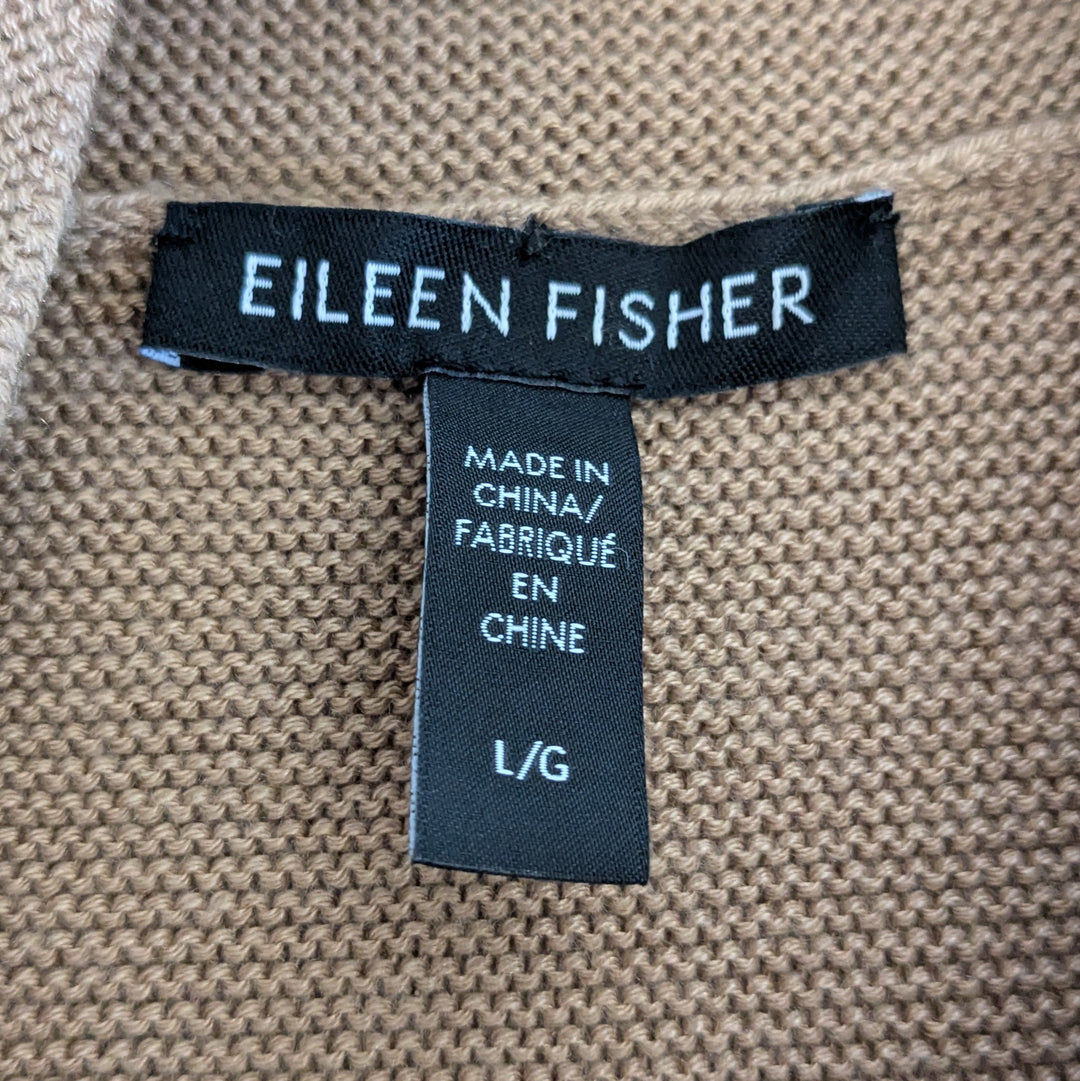 EILEEN FISHER
MADE IN
CHINA/
FABRIQUÉ
EN
CHINE
L/G